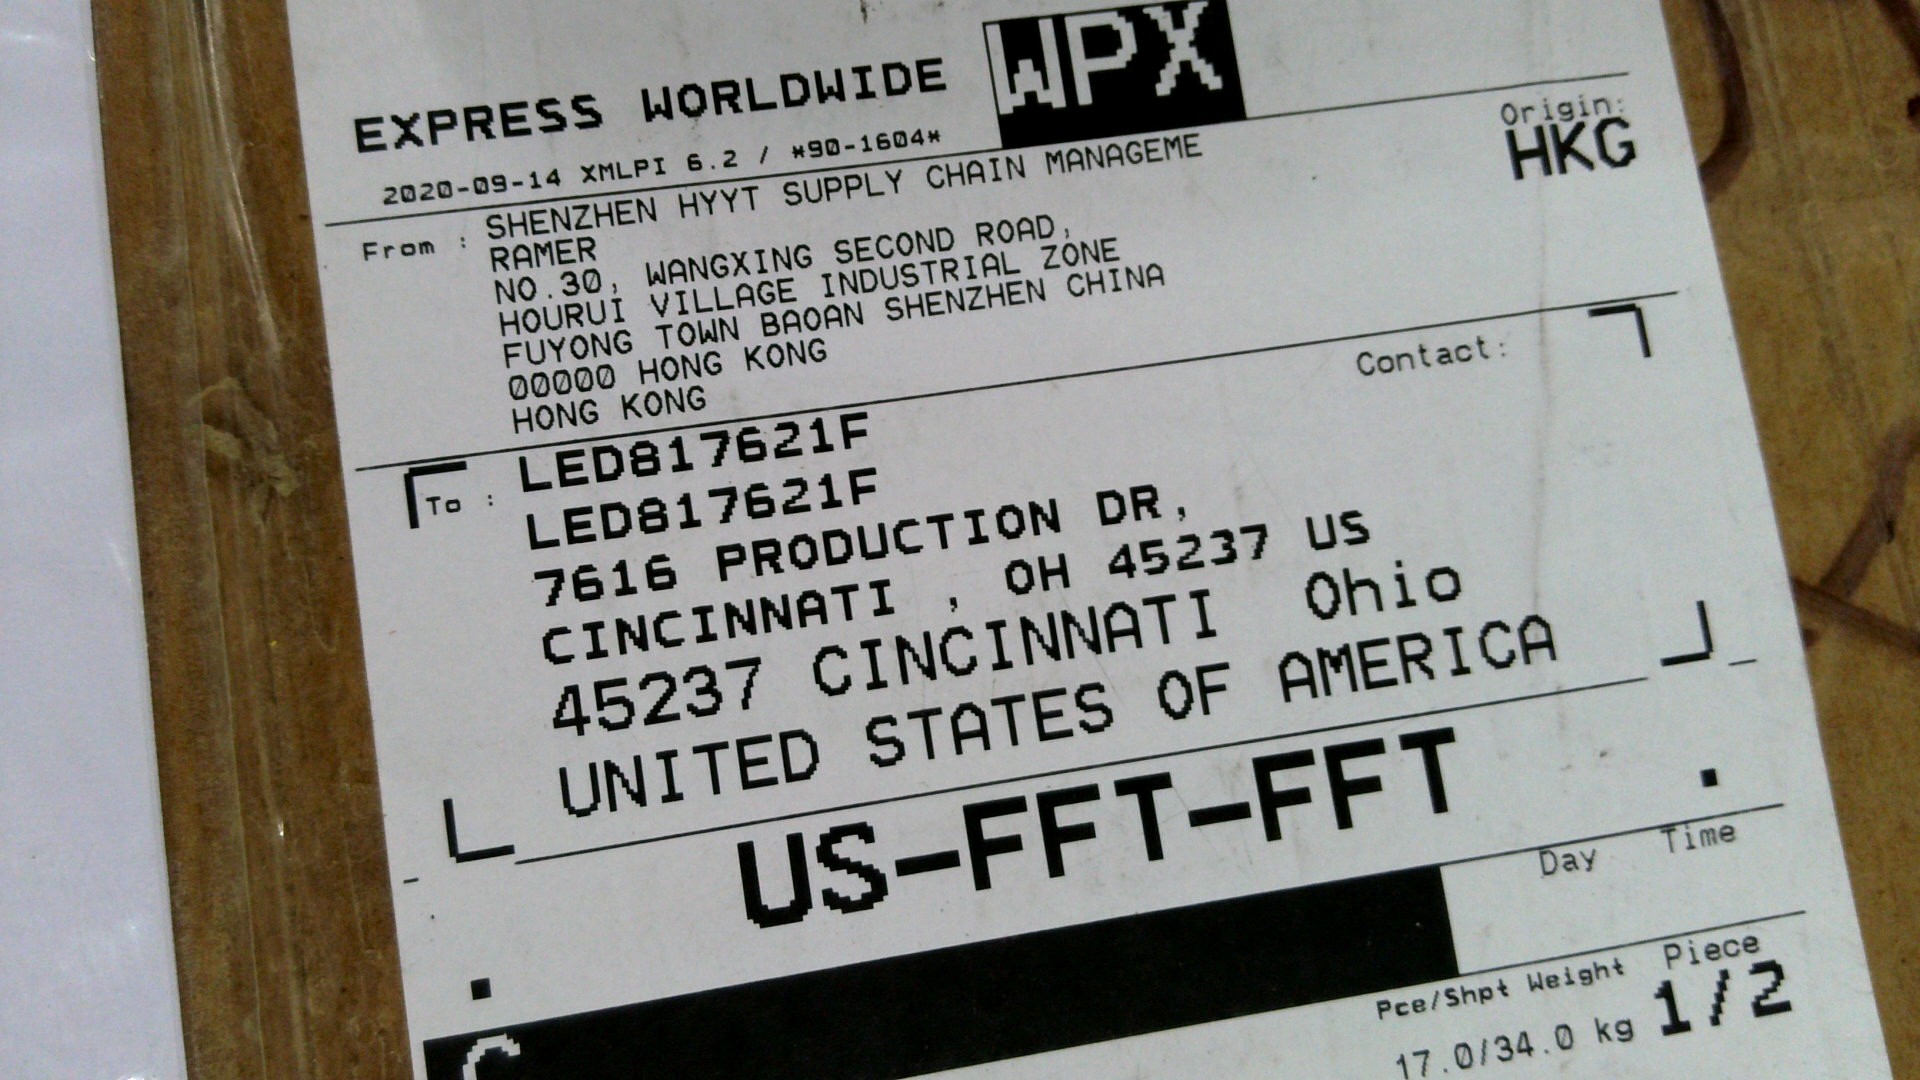 EXPRESS WORLDWIDE WPX
2020-09-14 XMLPI 6.2 / *90-1604*
Origin:
HKG
From : SHENZHEN HYYT SUPPLY CHAIN MANAGEME
RAMER
NO.30, WANGXING SECOND ROAD,
HOURUI VILLAGE INDUSTRIAL ZONE
FUYONG TOWN BAOAN SHENZHEN CHINA
00000 HONG KONG
HONG KONG
Contact:
To : LED817621F
LED817621F
7616 PRODUCTION DR,
CINCINNATI , OH 45237 US
45237 CINCINNATI Ohio
UNITED STATES OF AMERICA
US-FFT-FFT
Day Time
Pce/Shpt Weight Piece
17.0/34.0 kg 1/2